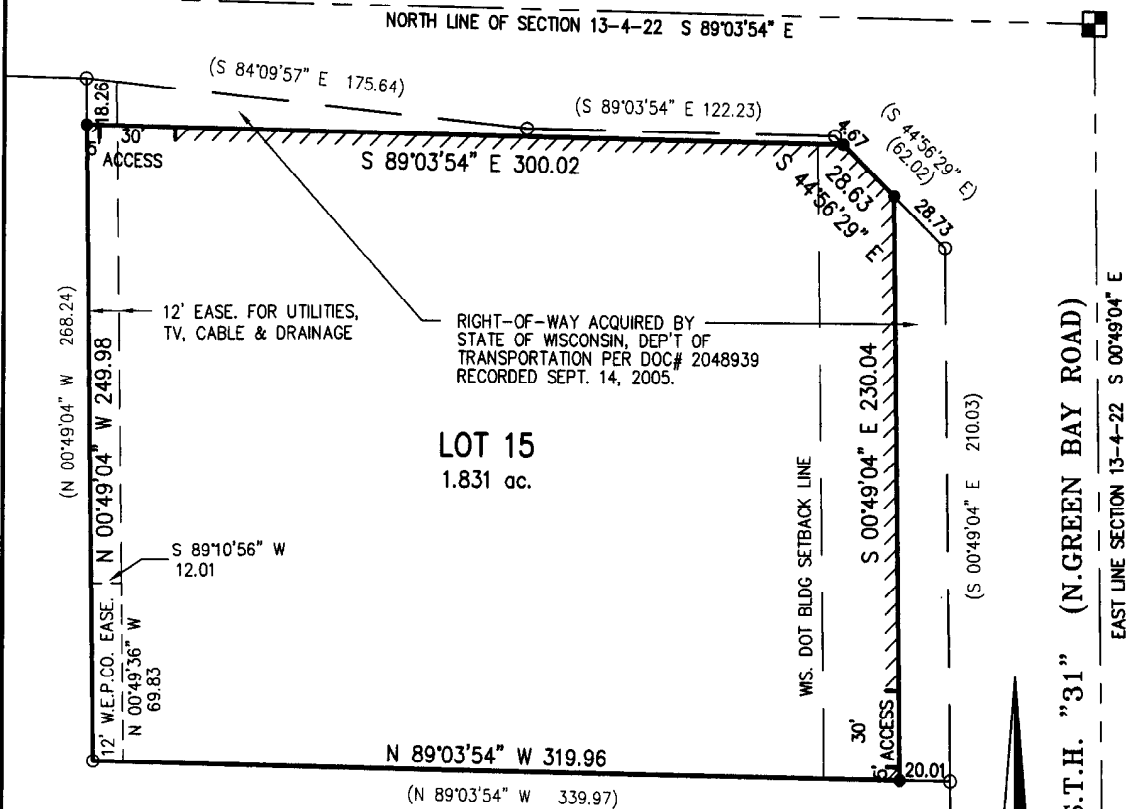 NORTH LINE OF SECTION 13-4-22 S 89°03'54" E
(S 84°09'57" E 175.64)
(S 89°03'54" E 122.23)
(S 44°56'29" E)
(62.02)
18.26
4.67
5'
30'
ACCESS
S 89°03'54" E 300.02
28.63
S 44°56'29" E
28.73
12' EASE. FOR UTILITIES,
TV, CABLE & DRAINAGE
RIGHT-OF-WAY ACQUIRED BY
STATE OF WISCONSIN, DEP'T OF
TRANSPORTATION PER DOC# 2048939
RECORDED SEPT. 14, 2005.
(N 00°49'04" W 268.24)
N 00°49'04" W 249.98
LOT 15
1.831 ac.
S 89°10'56" W
12.01
12' W.E.P.CO. EASE.
N 00°49'36" W
69.83
WIS. DOT BLDG SETBACK LINE
S 00°49'04" E 230.04
(S 00°49'04" E 210.03)
S.T.H. "31" (N.GREEN BAY ROAD)
EAST LINE SECTION 13-4-22 S 00°49'04" E
30'
5' ACCESS
20.01
N 89°03'54" W 319.96
(N 89°03'54" W 339.97)